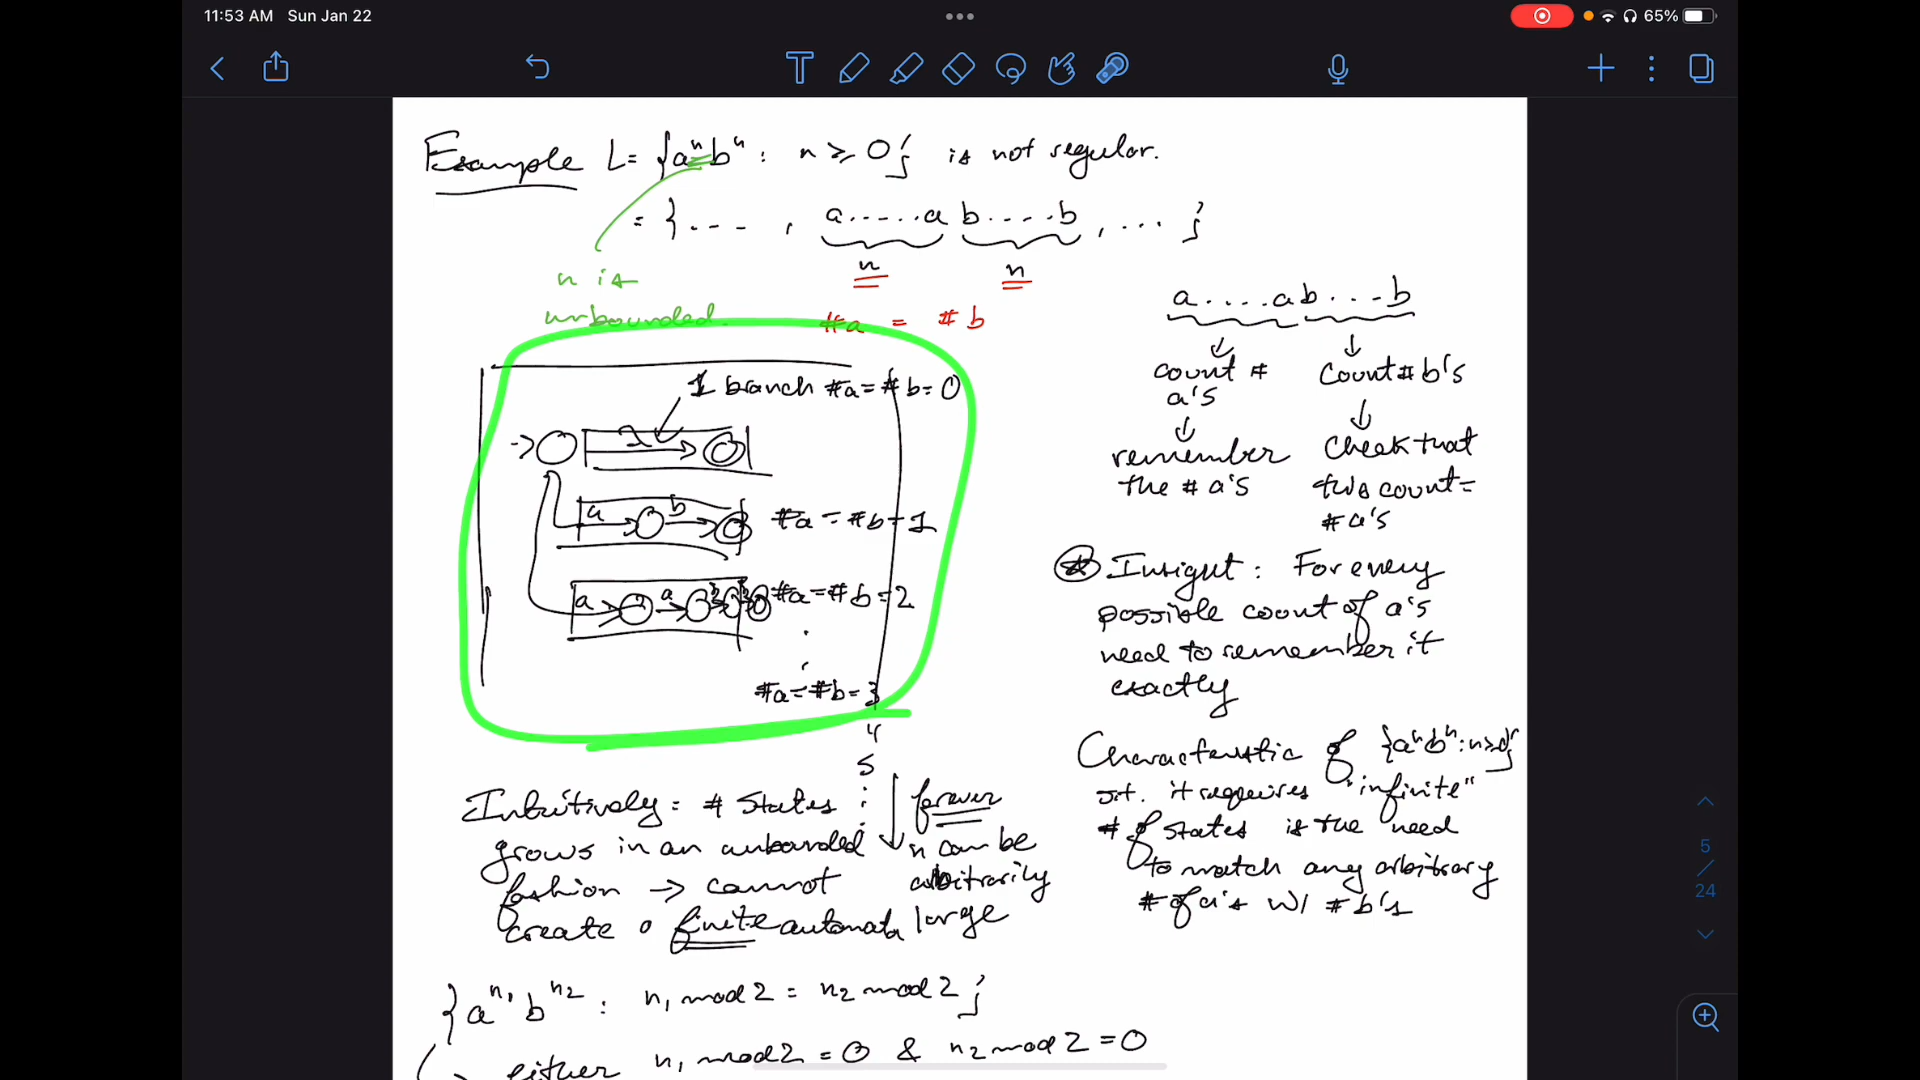 11:53 AM Sun Jan 22
65%
Example L = {aⁿbⁿ : n ≥ 0} is not regular.
= {...., a.....a b.....b, ...}
n n
n is
unbounded.
#a = #b
a....ab...b
count #
a's
Count # b's
remember
the # a's
Check that
this count =
# a's
1 branch #a = #b = 0
λ
a b #a = #b = 1
a a b b #a = #b = 2
#a = #b = 3
4
5
Insight : For every
possible count of a's
need to remember it
exactly
Characteristic of {aⁿbⁿ : n≥0}
s.t. it requires "infinite"
# of states is the need
to match any arbitrary
# of a's w/ # b's
Intuitively : # states
grows in an unbounded
fashion → cannot
create a finite automata
forever
n can be
arbitrarily
large
{a^n₁ b^n₂ : n₁ mod 2 = n₂ mod 2}
either n₁ mod 2 = 0 & n₂ mod 2 = 0
5
/
24